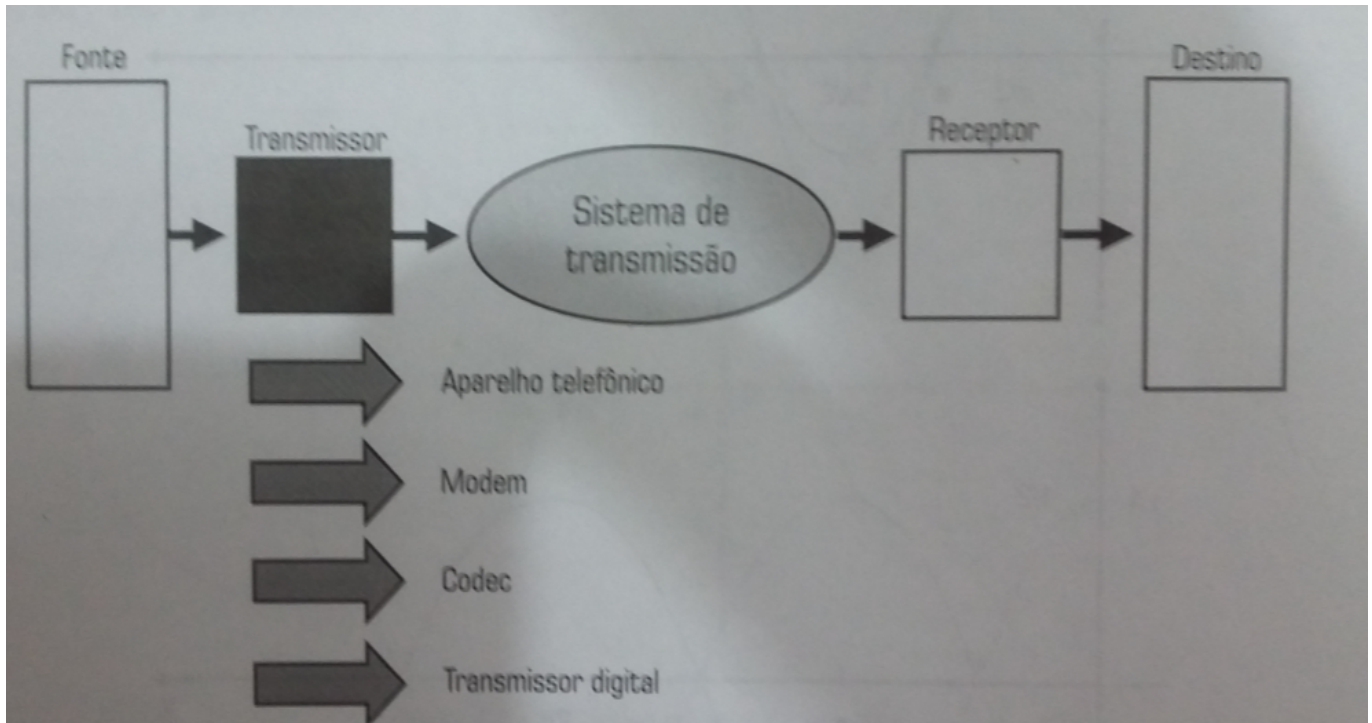 Fonte
Destino
Transmissor
Receptor
Sistema de
transmissão
Aparelho telefônico
Modem
Codec
Transmissor digital